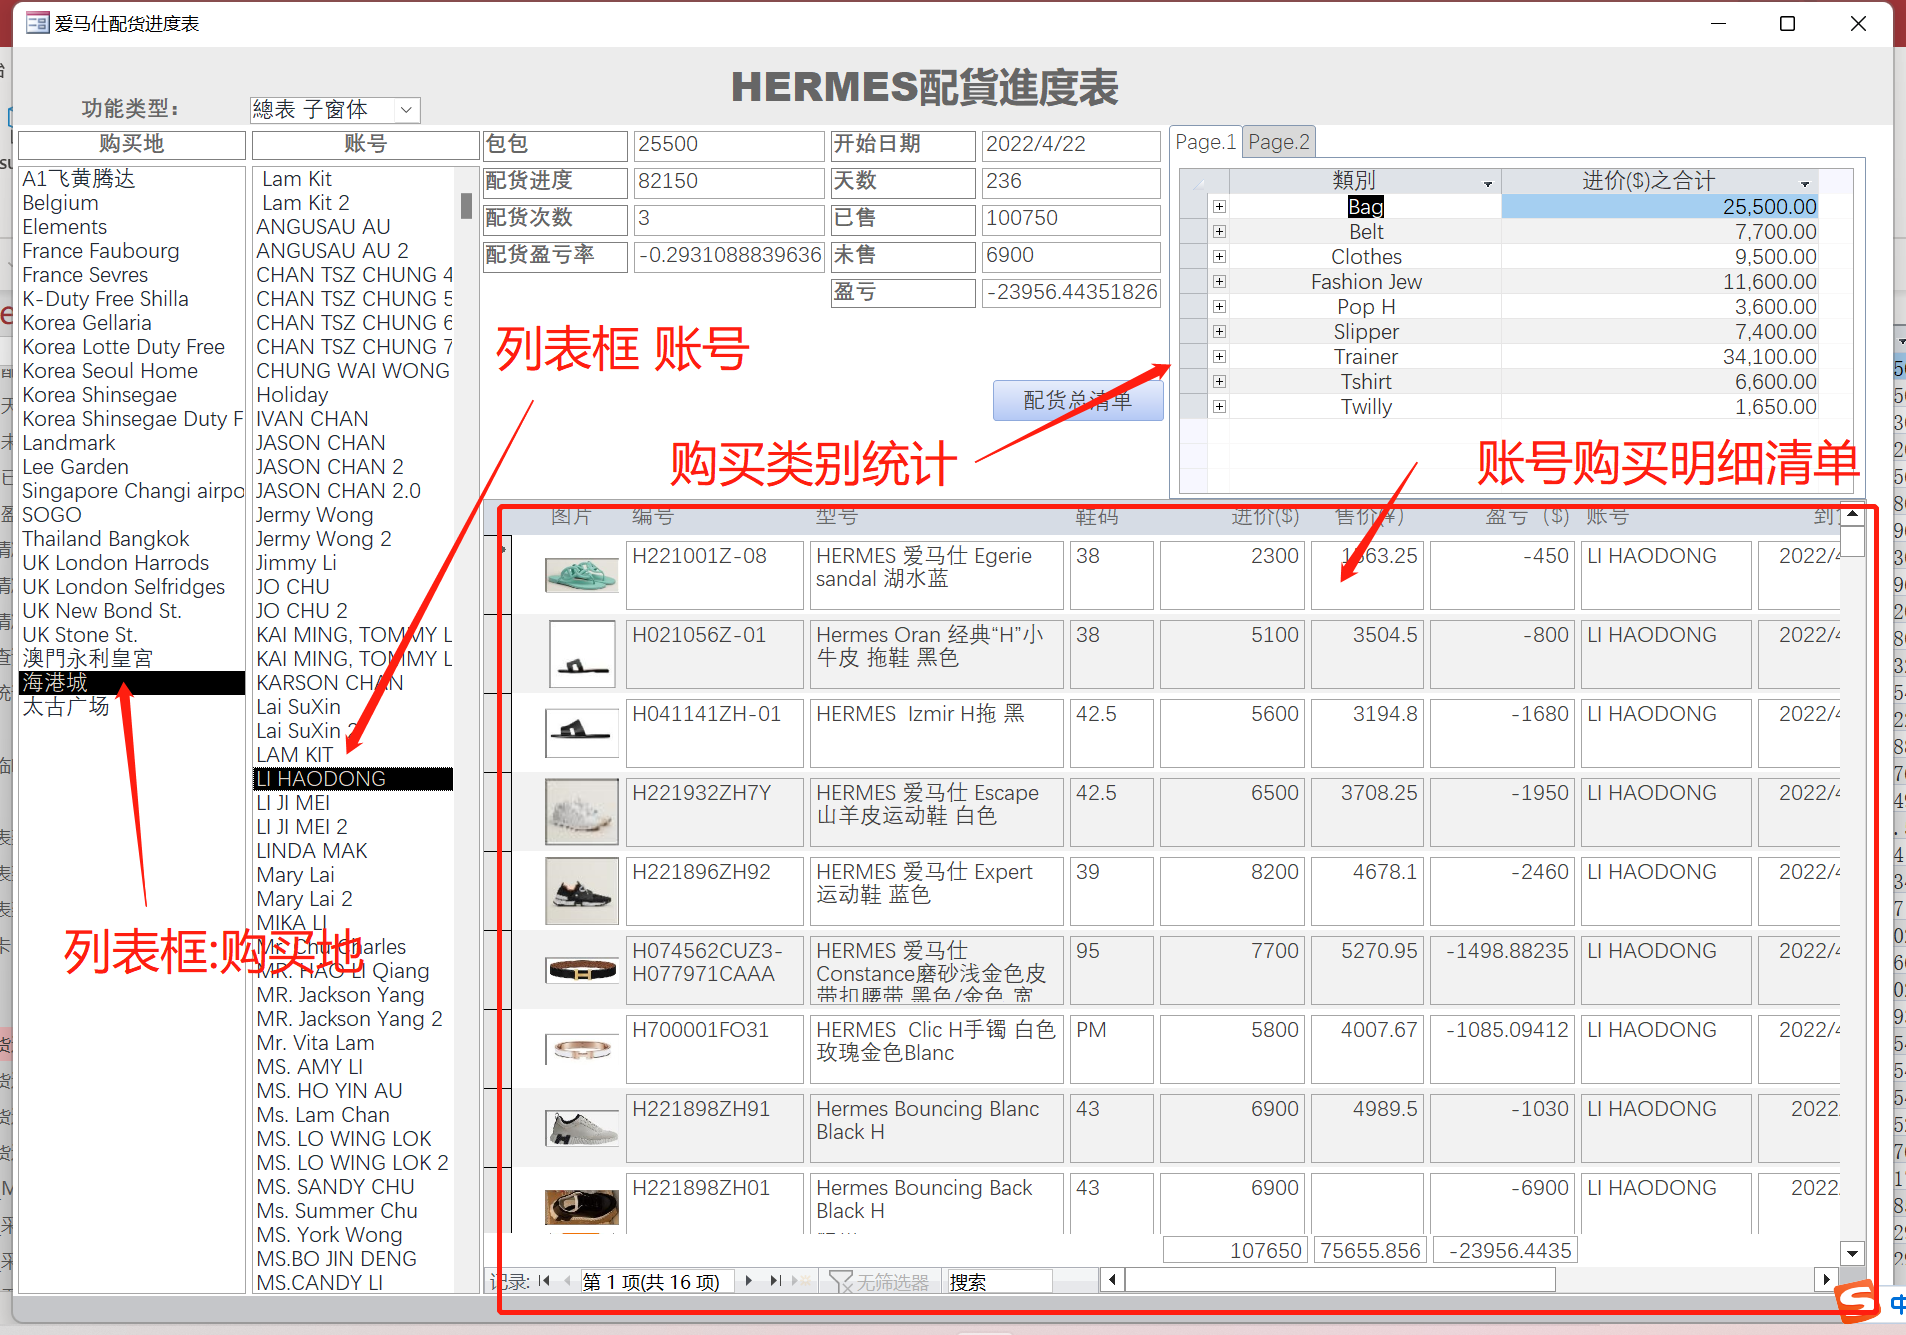 爱马仕配货进度表
HERMES配貨進度表
功能类型：
總表 子窗体
购买地
A1飞黄腾达
Belgium
Elements
France Faubourg
France Sevres
K-Duty Free Shilla
Korea Gellaria
Korea Lotte Duty Free
Korea Seoul Home
Korea Shinsegae
Korea Shinsegae Duty F
Landmark
Lee Garden
Singapore Changi airpo
SOGO
Thailand Bangkok
UK London Harrods
UK London Selfridges
UK New Bond St.
UK Stone St.
澳門永利皇宮
海港城
太古广场
列表框:购买地
账号
Lam Kit
Lam Kit 2
ANGUSAU AU
ANGUSAU AU 2
CHAN TSZ CHUNG 4
CHAN TSZ CHUNG 5
CHAN TSZ CHUNG 6
CHAN TSZ CHUNG 7
CHUNG WAI WONG
Holiday
IVAN CHAN
JASON CHAN
JASON CHAN 2
JASON CHAN 2.0
Jermy Wong
Jermy Wong 2
Jimmy Li
JO CHU
JO CHU 2
KAI MING, TOMMY L
KAI MING, TOMMY L
KARSON CHAN
Lai SuXin
Lai SuXin 2
LAM KIT
LI HAODONG
LI JI MEI
LI JI MEI 2
LINDA MAK
Mary Lai
Mary Lai 2
MIKA LI
Mr. Chu Charles
MR. HAO LI Qiang
MR. Jackson Yang
MR. Jackson Yang 2
Mr. Vita Lam
MS. AMY LI
MS. HO YIN AU
Ms. Lam Chan
MS. LO WING LOK
MS. LO WING LOK 2
MS. SANDY CHU
Ms. Summer Chu
MS. York Wong
MS.BO JIN DENG
MS.CANDY LI
包包 25500 开始日期 2022/4/22
配货进度 82150 天数 236
配货次数 3 已售 100750
配货盈亏率 -0.2931088839636 未售 6900
盈亏 -23956.44351826
列表框 账号
配货总清单
购买类别统计
Page.1 Page.2
類別 进价($)之合计
Bag 25,500.00
Belt 7,700.00
Clothes 9,500.00
Fashion Jew 11,600.00
Pop H 3,600.00
Slipper 7,400.00
Trainer 34,100.00
Tshirt 6,600.00
Twilly 1,650.00
账号购买明细清单
图片 编号 型号 鞋码 进价($) 售价(¥) 盈亏 ($) 账号
H221001Z-08 HERMES 爱马仕 Egerie 38 2300 63.25 -450 LI HAODONG 2022/4
sandal 湖水蓝
H021056Z-01 Hermes Oran 经典“H”小 38 5100 3504.5 -800 LI HAODONG 2022/4
牛皮 拖鞋 黑色
H041141ZH-01 HERMES Izmir H拖 黑 42.5 5600 3194.8 -1680 LI HAODONG 2022/4
H221932ZH7Y HERMES 爱马仕 Escape 42.5 6500 3708.25 -1950 LI HAODONG 2022/4
山羊皮运动鞋 白色
H221896ZH92 HERMES 爱马仕 Expert 39 8200 4678.1 -2460 LI HAODONG 2022/4
运动鞋 蓝色
H074562CUZ3- HERMES 爱马仕 95 7700 5270.95 -1498.88235 LI HAODONG 2022/4
H077971CAAA Constance磨砂浅金色皮
带扣腰带 黑色/金色 宽
H700001FO31 HERMES Clic H手镯 白色 PM 5800 4007.67 -1085.09412 LI HAODONG 2022/4
玫瑰金色Blanc
H221898ZH91 Hermes Bouncing Blanc 43 6900 4989.5 -1030 LI HAODONG 2022
Black H
H221898ZH01 Hermes Bouncing Back 43 6900 -6900 LI HAODONG 2022
Black H
107650 75655.856 -23956.4435
记录: 第 1 项(共 16 项) 无筛选器 搜索